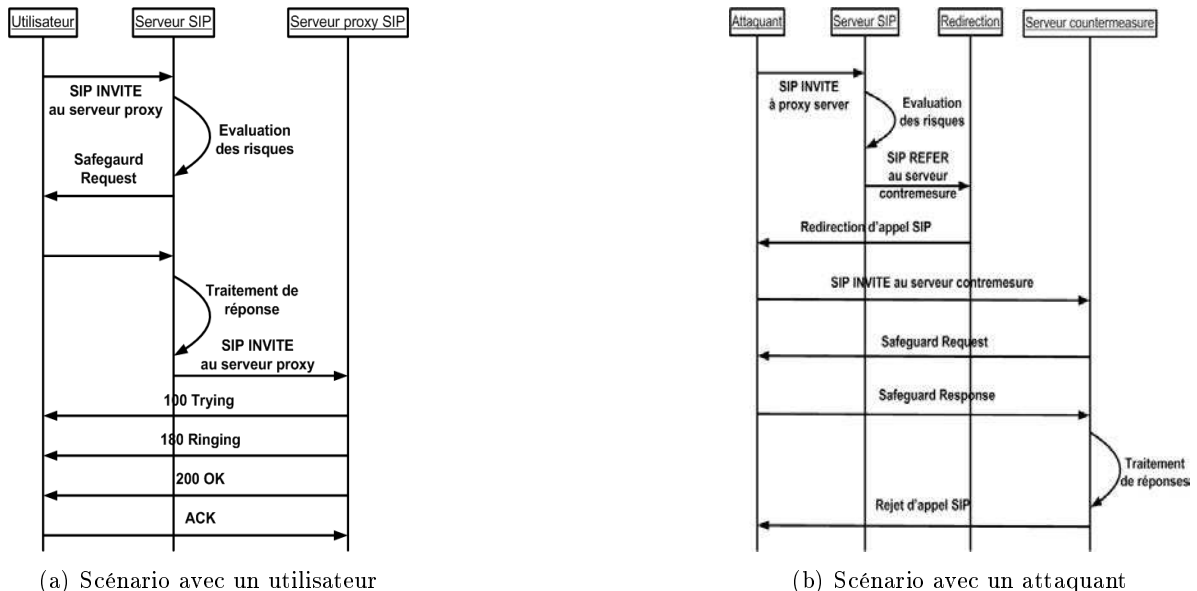 Utilisateur
Serveur SIP
Serveur proxy SIP
SIP INVITE
au serveur proxy
Evaluation
des risques
Safegaurd
Request
Traitement de
réponse
SIP INVITE
au serveur proxy
100 Trying
180 Ringing
200 OK
ACK
(a) Scénario avec un utilisateur
Attaquant
Serveur SIP
Redirection
Serveur countermeasure
SIP INVITE
à proxy server
Evaluation
des risques
SIP REFER
au serveur
contremesure
Redirection d'appel SIP
SIP INVITE au serveur contremesure
Safeguard Request
Safeguard Response
Traitement
de réponses
Rejet d'appel SIP
(b) Scénario avec un attaquant